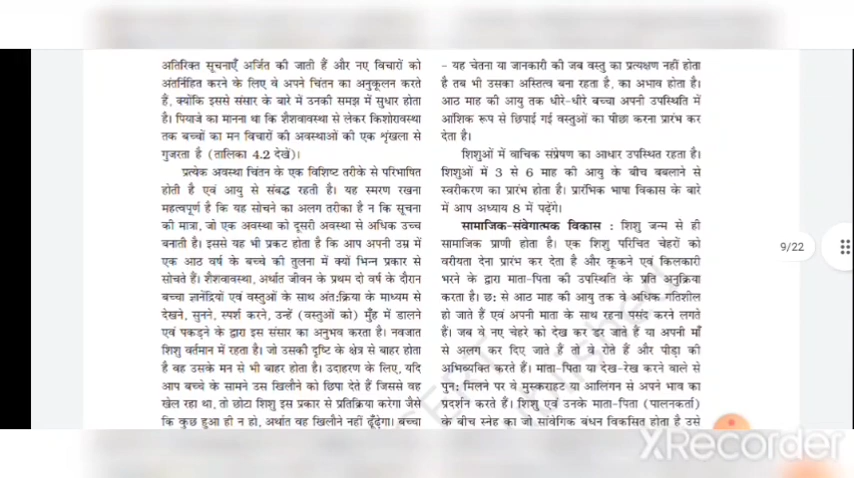 अतिरिक्त सूचनाएँ अर्जित की जाती हैं और नए विचारों को
अंतर्निहित करने के लिए वे अपने चिंतन का अनुकूलन करते
हैं, क्योंकि इससे संसार के बारे में उनकी समझ में सुधार होता
है। पियाजे का मानना था कि शैशवावस्था से लेकर किशोरावस्था
तक बच्चों का मन विचारों की अवस्थाओं की एक शृंखला से
गुजरता है (तालिका 4.2 देखें)।
प्रत्येक अवस्था चिंतन के एक विशिष्ट तरीके से परिभाषित
होती है एवं आयु से संबद्ध रहती है। यह स्मरण रखना
महत्वपूर्ण है कि यह सोचने का अलग तरीका है न कि सूचना
की मात्रा, जो एक अवस्था को दूसरी अवस्था से अधिक उच्च
बनाती है। इससे यह भी प्रकट होता है कि आप अपनी उम्र में
एक आठ वर्ष के बच्चे की तुलना में क्यों भिन्न प्रकार से
सोचते हैं। शैशवावस्था, अर्थात जीवन के प्रथम दो वर्ष के दौरान
बच्चा ज्ञानेंद्रियों एवं वस्तुओं के साथ अंत:क्रिया के माध्यम से
देखने, सुनने, स्पर्श करने, उन्हें (वस्तुओं को) मुँह में डालने
एवं पकड़ने के द्वारा इस संसार का अनुभव करता है। नवजात
शिशु वर्तमान में रहता है। जो उसकी दृष्टि के क्षेत्र से बाहर होता
है वह उसके मन से भी बाहर होता है। उदाहरण के लिए, यदि
आप बच्चे के सामने उस खिलौने को छिपा देते हैं जिससे वह
खेल रहा था, तो छोटा शिशु इस प्रकार से प्रतिक्रिया करेगा जैसे
कि कुछ हुआ ही न हो, अर्थात वह खिलौने नहीं ढूँढ़ेगा। बच्चा
- यह चेतना या जानकारी की जब वस्तु का प्रत्यक्षण नहीं होता
है तब भी उसका अस्तित्व बना रहता है, का अभाव होता है।
आठ माह की आयु तक धीरे-धीरे बच्चा अपनी उपस्थिति में
आंशिक रूप से छिपाई गई वस्तुओं का पीछा करना प्रारंभ कर
देता है।
शिशुओं में वाचिक संप्रेषण का आधार उपस्थित रहता है।
शिशुओं में 3 से 6 माह की आयु के बीच बबलाने से
स्वरीकरण का प्रारंभ होता है। प्रारंभिक भाषा विकास के बारे
में आप अध्याय 8 में पढ़ेंगे।
सामाजिक-संवेगात्मक विकास : शिशु जन्म से ही
सामाजिक प्राणी होता है। एक शिशु परिचित चेहरों को
वरीयता देना प्रारंभ कर देता है और कूकने एवं किलकारी
भरने के द्वारा माता-पिता की उपस्थिति के प्रति अनुक्रिया
करता है। छ: से आठ माह की आयु तक वे अधिक गतिशील
हो जाते हैं एवं अपनी माता के साथ रहना पसंद करने लगते
हैं। जब वे नए चेहरे को देख कर डर जाते हैं या अपनी माँ
से अलग कर दिए जाते हैं तो वे रोते हैं और पीड़ा की
अभिव्यक्ति करते हैं। माता-पिता या देख-रेख करने वाले से
पुन: मिलने पर वे मुस्कराहट या आलिंगन से अपने भाव का
प्रदर्शन करते हैं। शिशु एवं उनके माता-पिता (पालनकर्ता)
के बीच स्नेह का जो सांवेगिक बंधन विकसित होता है उसे
9/22
XRecorder